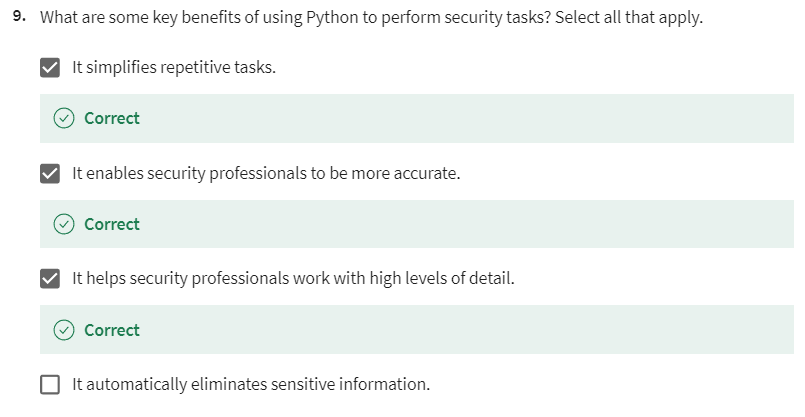 9. What are some key benefits of using Python to perform security tasks? Select all that apply.
It simplifies repetitive tasks.
Correct
It enables security professionals to be more accurate.
Correct
It helps security professionals work with high levels of detail.
Correct
It automatically eliminates sensitive information.